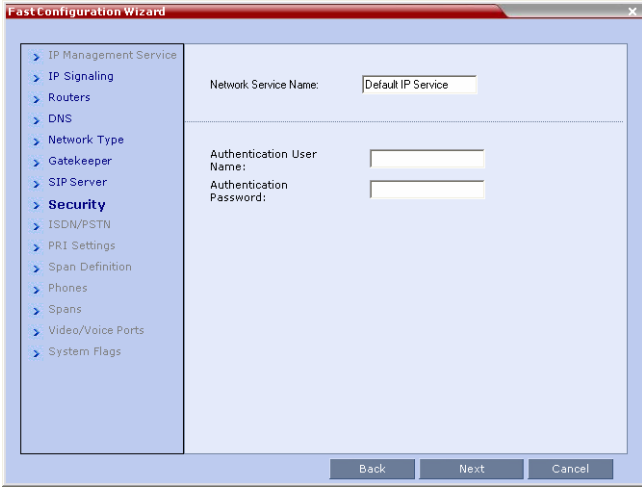 Fast Configuration Wizard
IP Management Service
IP Signaling
Routers
DNS
Network Type
Gatekeeper
SIP Server
Security
ISDN/PSTN
PRI Settings
Span Definition
Phones
Spans
Video/Voice Ports
System Flags
Network Service Name: Default IP Service
Authentication User
Name:
Authentication
Password:
Back Next Cancel